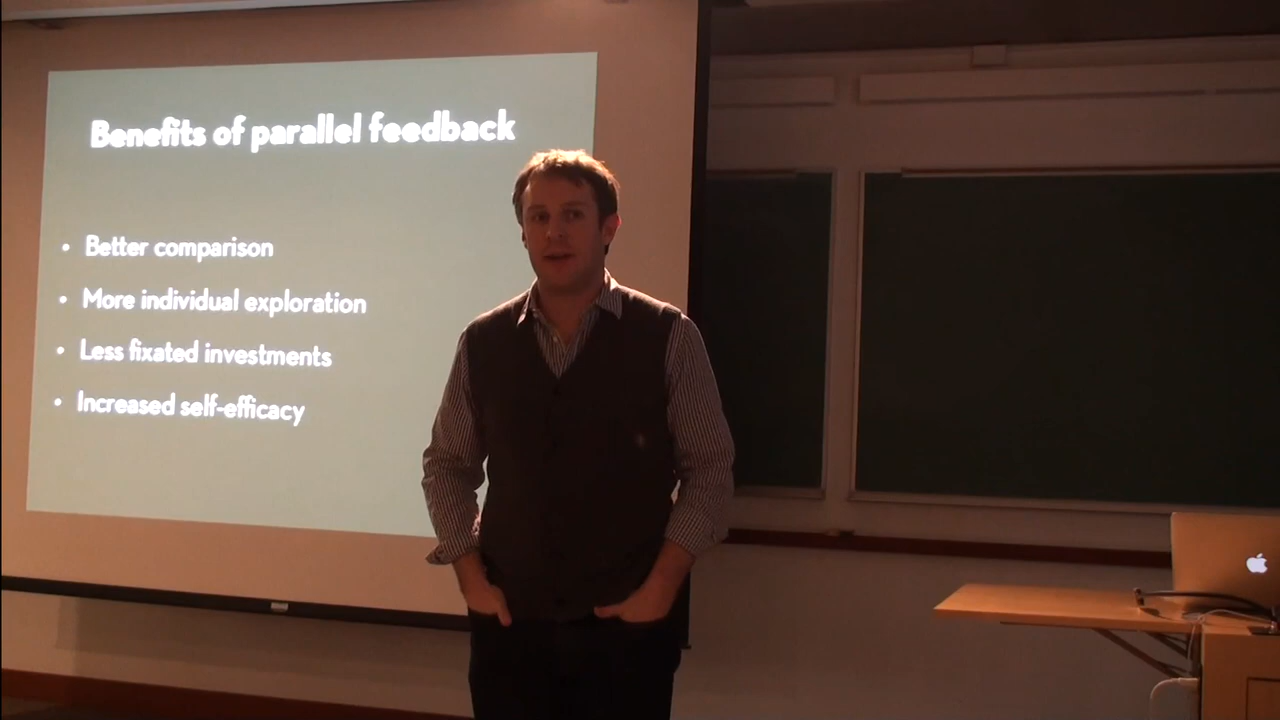 Benefits of parallel feedback
• Better comparison
• More individual exploration
• Less fixated investments
• Increased self-efficacy